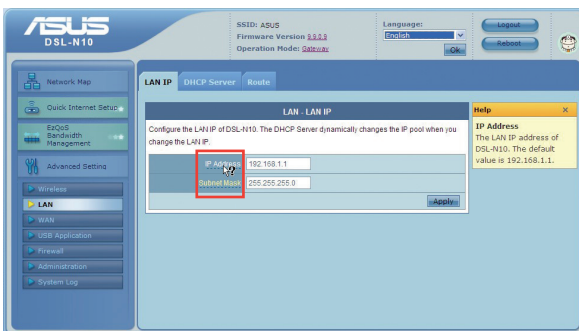 ASUS
DSL-N10
SSID: ASUS
Firmware Version 9.9.9.9
Operation Mode: Gateway
Language:
English
Ok
Logout
Reboot
Network Map
Quick Internet Setup
EzQoS
Bandwidth
Management
Advanced Setting
Wireless
LAN
WAN
USB Application
Firewall
Administration
System Log
LAN IP DHCP Server Route
LAN - LAN IP
Configure the LAN IP of DSL-N10. The DHCP Server dynamically changes the IP pool when you
change the LAN IP.
IP Address 192.168.1.1
Subnet Mask 255.255.255.0
Apply
Help x
IP Address
The LAN IP address of
DSL-N10. The default
value is 192.168.1.1.